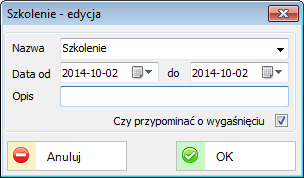 Szkolenie - edycja
Nazwa Szkolenie
Data od 2014-10-02 do 2014-10-02
Opis
Czy przypominać o wygaśnięciu
Anuluj OK